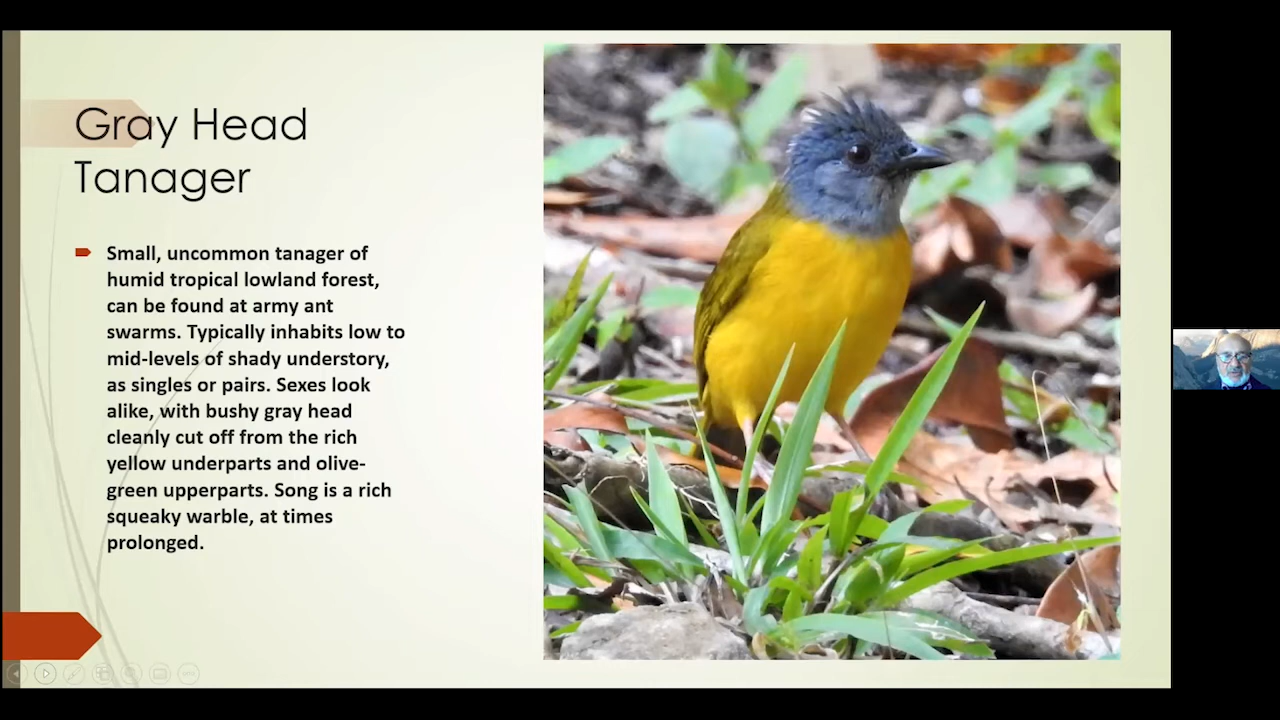 Gray Head
Tanager
Small, uncommon tanager of
humid tropical lowland forest,
can be found at army ant
swarms. Typically inhabits low to
mid-levels of shady understory,
as singles or pairs. Sexes look
alike, with bushy gray head
cleanly cut off from the rich
yellow underparts and olive-
green upperparts. Song is a rich
squeaky warble, at times
prolonged.